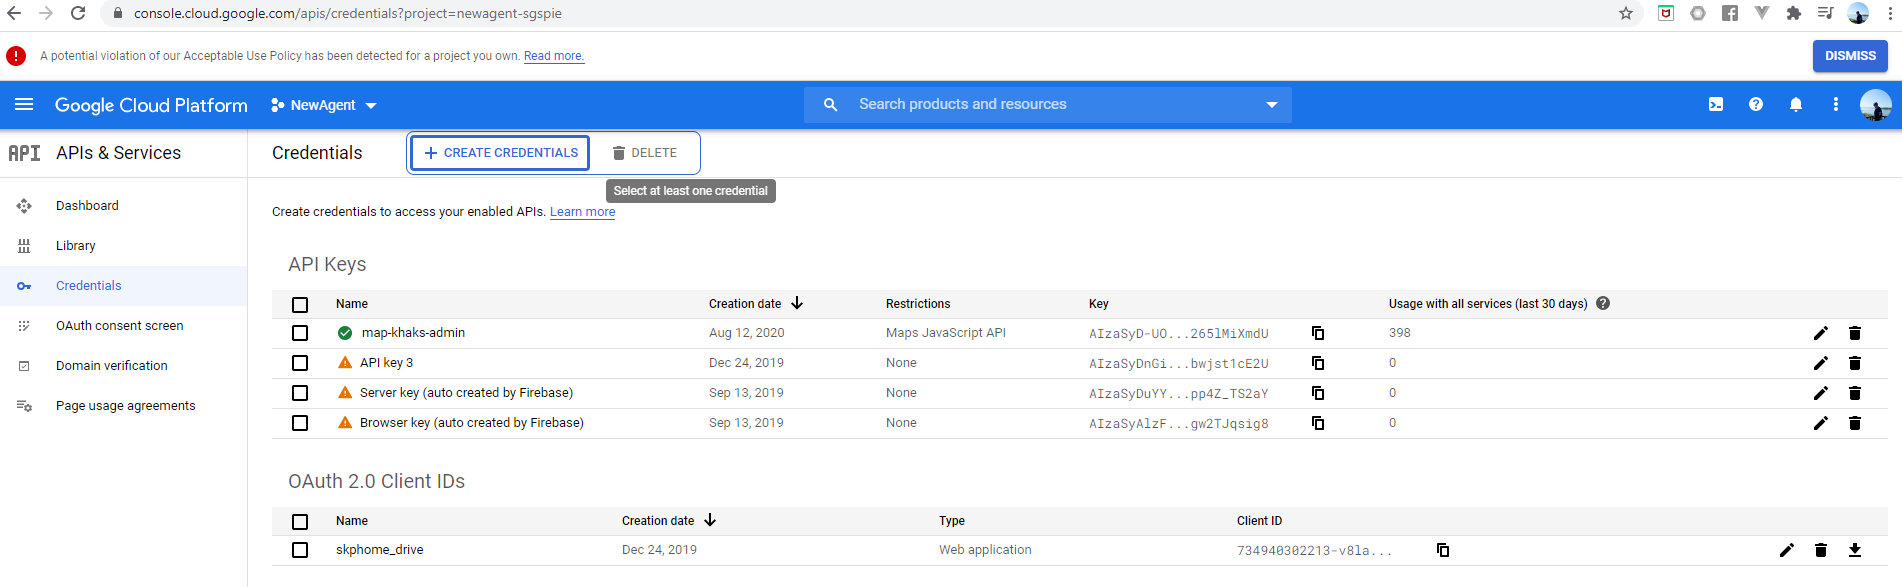 console.cloud.google.com/apis/credentials?project=newagent-sgspie
A potential violation of our Acceptable Use Policy has been detected for a project you own. Read more.
DISMISS
Google Cloud Platform NewAgent Search products and resources
API APIs & Services Credentials + CREATE CREDENTIALS DELETE
Select at least one credential
Dashboard
Create credentials to access your enabled APIs. Learn more
Library
Credentials
OAuth consent screen
Domain verification
Page usage agreements
API Keys
Name Creation date Restrictions Key Usage with all services (last 30 days)
map-khaks-admin Aug 12, 2020 Maps JavaScript API AIzaSyD-UO...265lMiXmdU 398
API key 3 Dec 24, 2019 None AIzaSyDnGi...bwjst1cE2U 0
Server key (auto created by Firebase) Sep 13, 2019 None AIzaSyDuYY...pp4Z_TS2aY 0
Browser key (auto created by Firebase) Sep 13, 2019 None AIzaSyAlzF...gw2TJqsig8 0
OAuth 2.0 Client IDs
Name Creation date Type Client ID
skphome_drive Dec 24, 2019 Web application 734940302213-v8la...